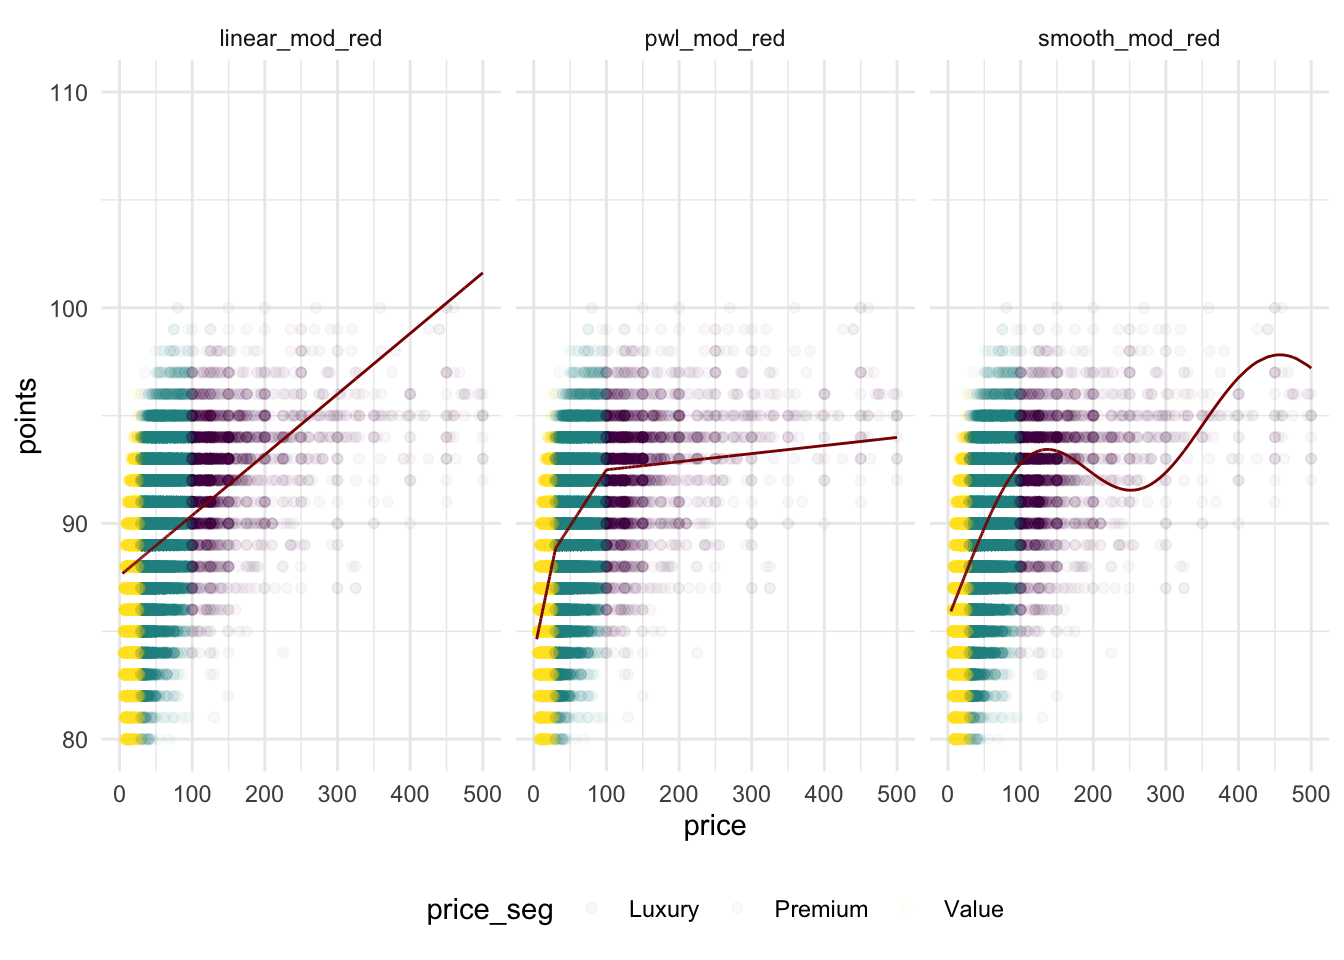 linear_mod_red pwl_mod_red smooth_mod_red
110
100
90
80
points
0 100 200 300 400 500 0 100 200 300 400 500 0 100 200 300 400 500
price
price_seg Luxury Premium Value